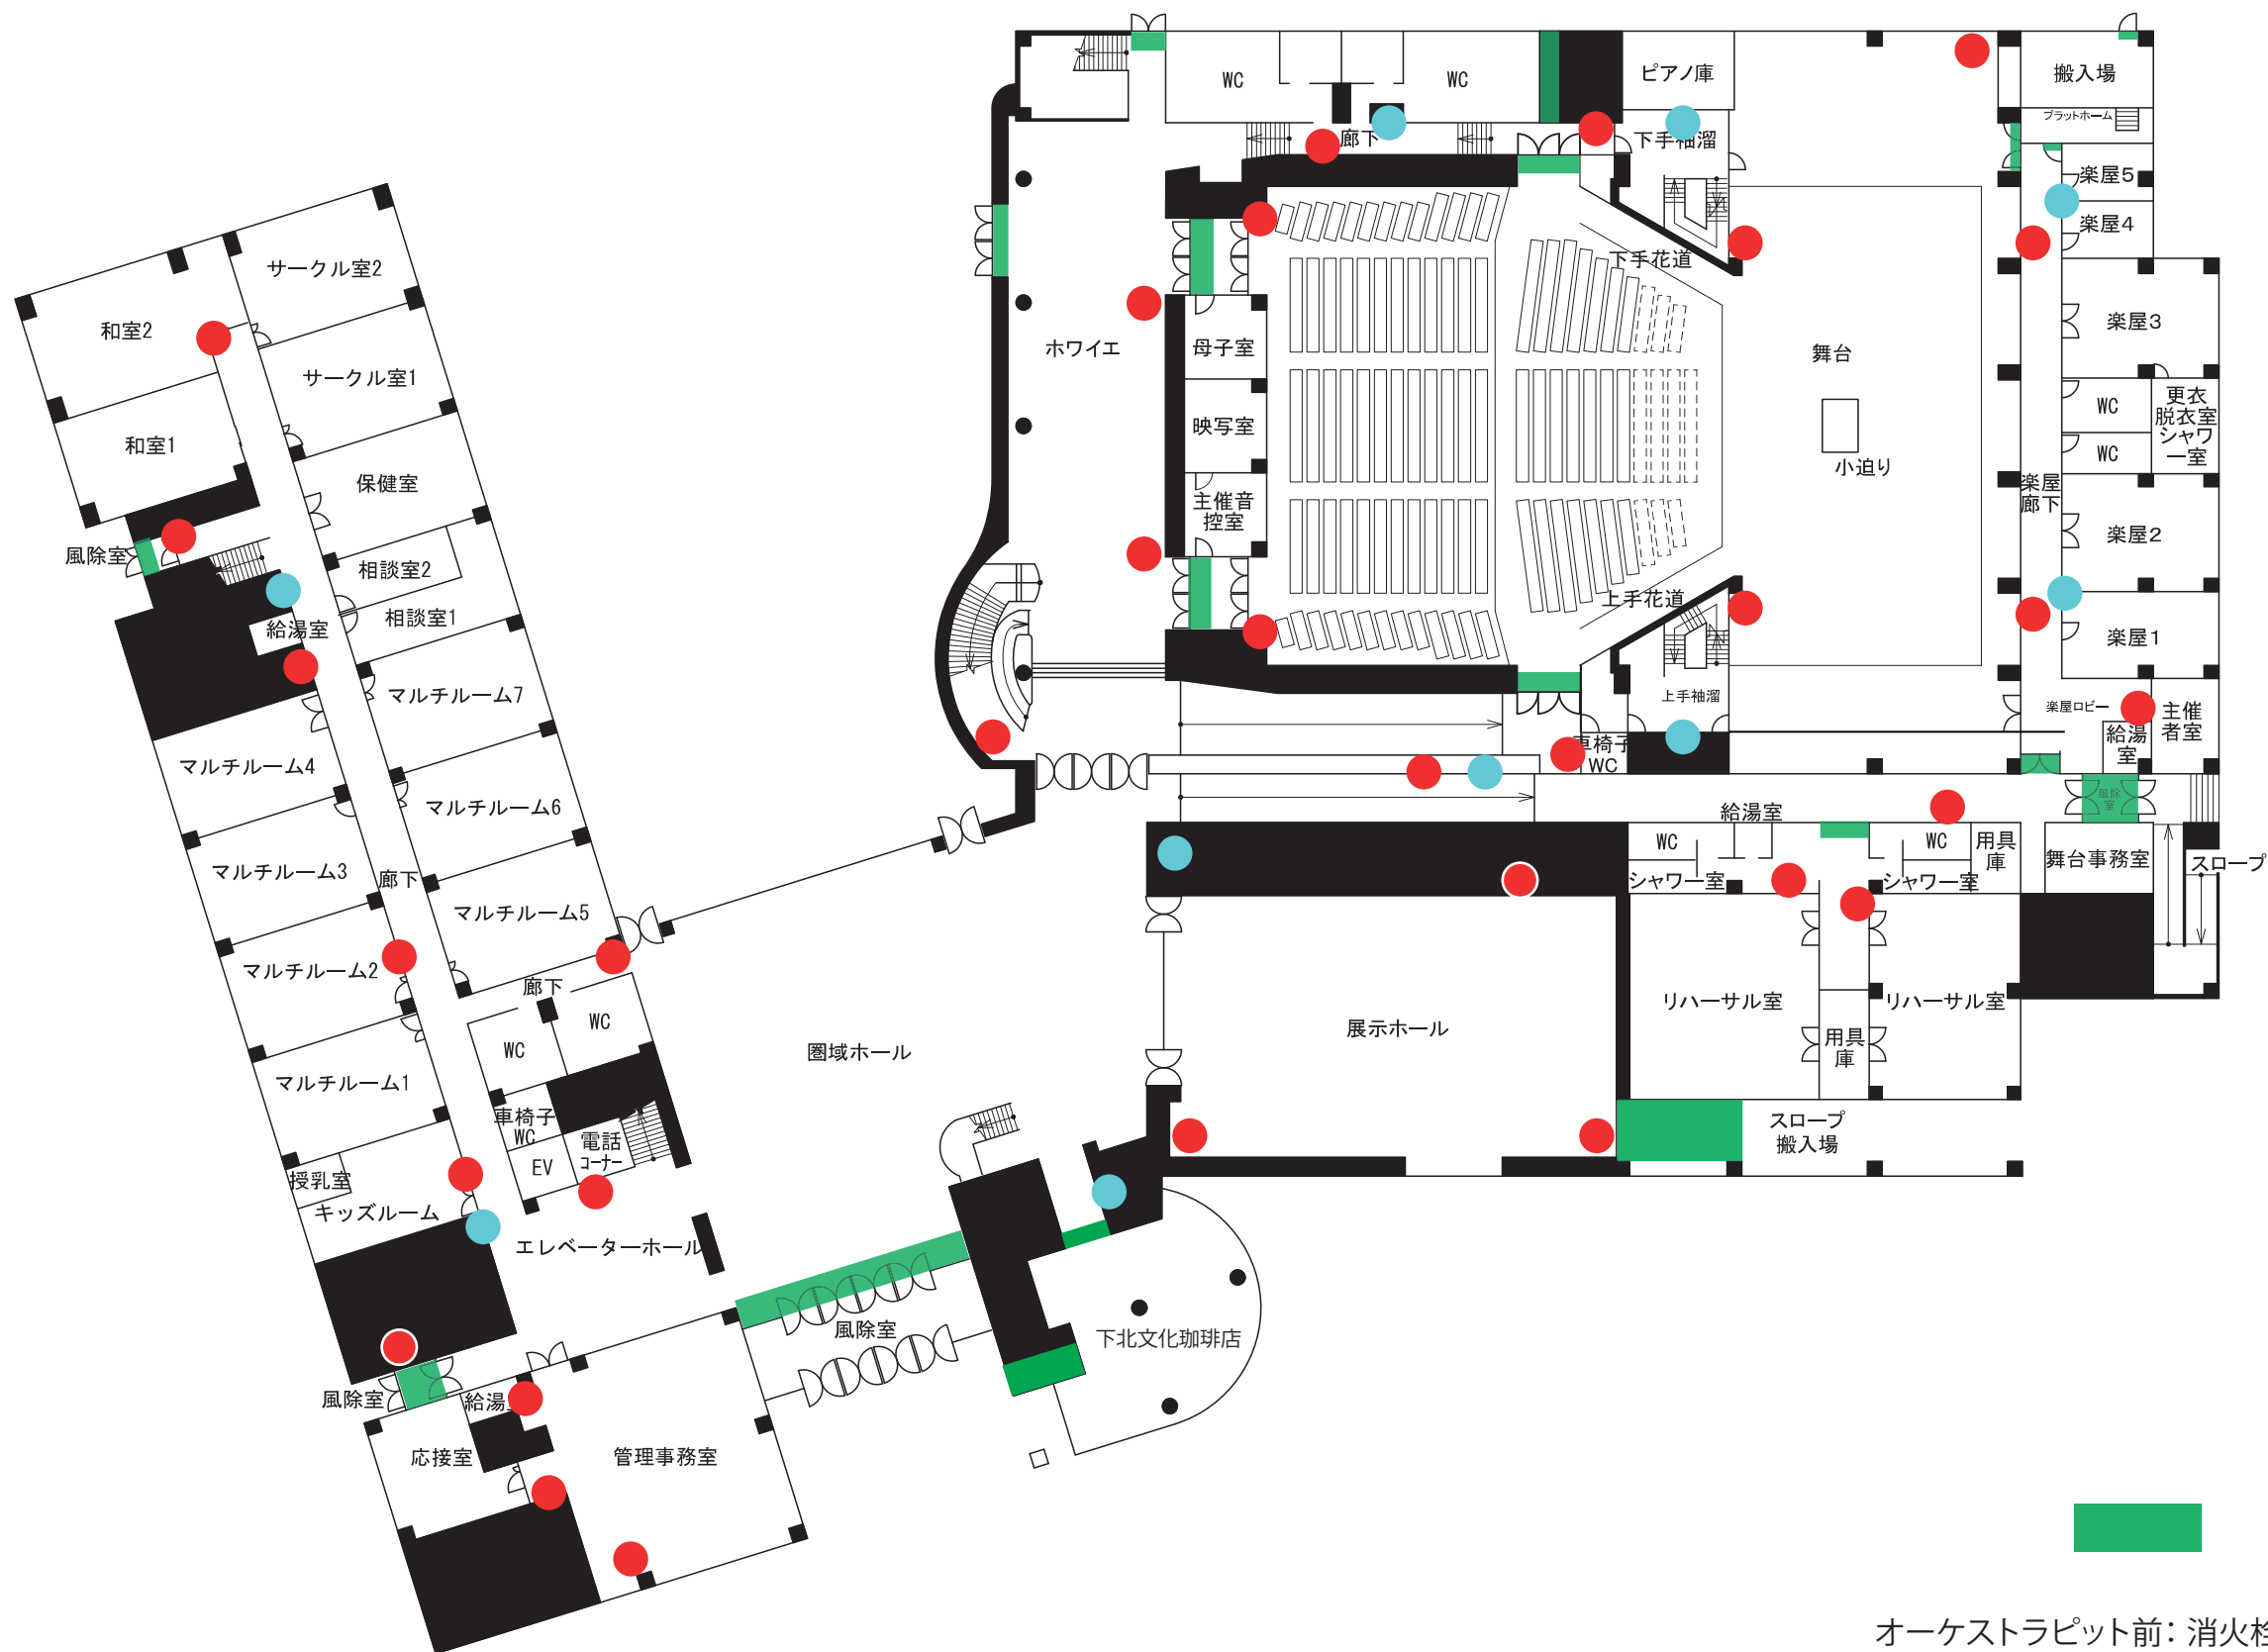 WC
WC
ピアノ庫
搬入場
プラットホーム
廊下
下手袖溜
楽屋5
楽屋4
サークル室2
和室2
下手花道
楽屋3
ホワイエ
母子室
舞台
サークル室1
WC
更衣
脱衣室
シャワ
ー室
和室1
映写室
小迫り
WC
保健室
楽屋
廊下
主催音
控室
楽屋2
風除室
相談室2
上手花道
相談室1
給湯室
楽屋1
マルチルーム7
上手袖溜
楽屋ロビー
主催
者室
給湯
室
車椅子
WC
マルチルーム4
マルチルーム6
給湯室
風除
室
WC
WC
用具
庫
舞台事務室
スロープ
マルチルーム3
廊下
シャワー室
シャワー室
マルチルーム5
マルチルーム2
廊下
WC
リハーサル室
リハーサル室
展示ホール
WC
圏域ホール
用具
庫
マルチルーム1
車椅子
WC
電話
コーナー
スロープ
搬入場
EV
授乳室
キッズルーム
エレベーターホール
風除室
下北文化珈琲店
風除室
給湯
応接室
管理事務室
オーケストラピット前：消火栓